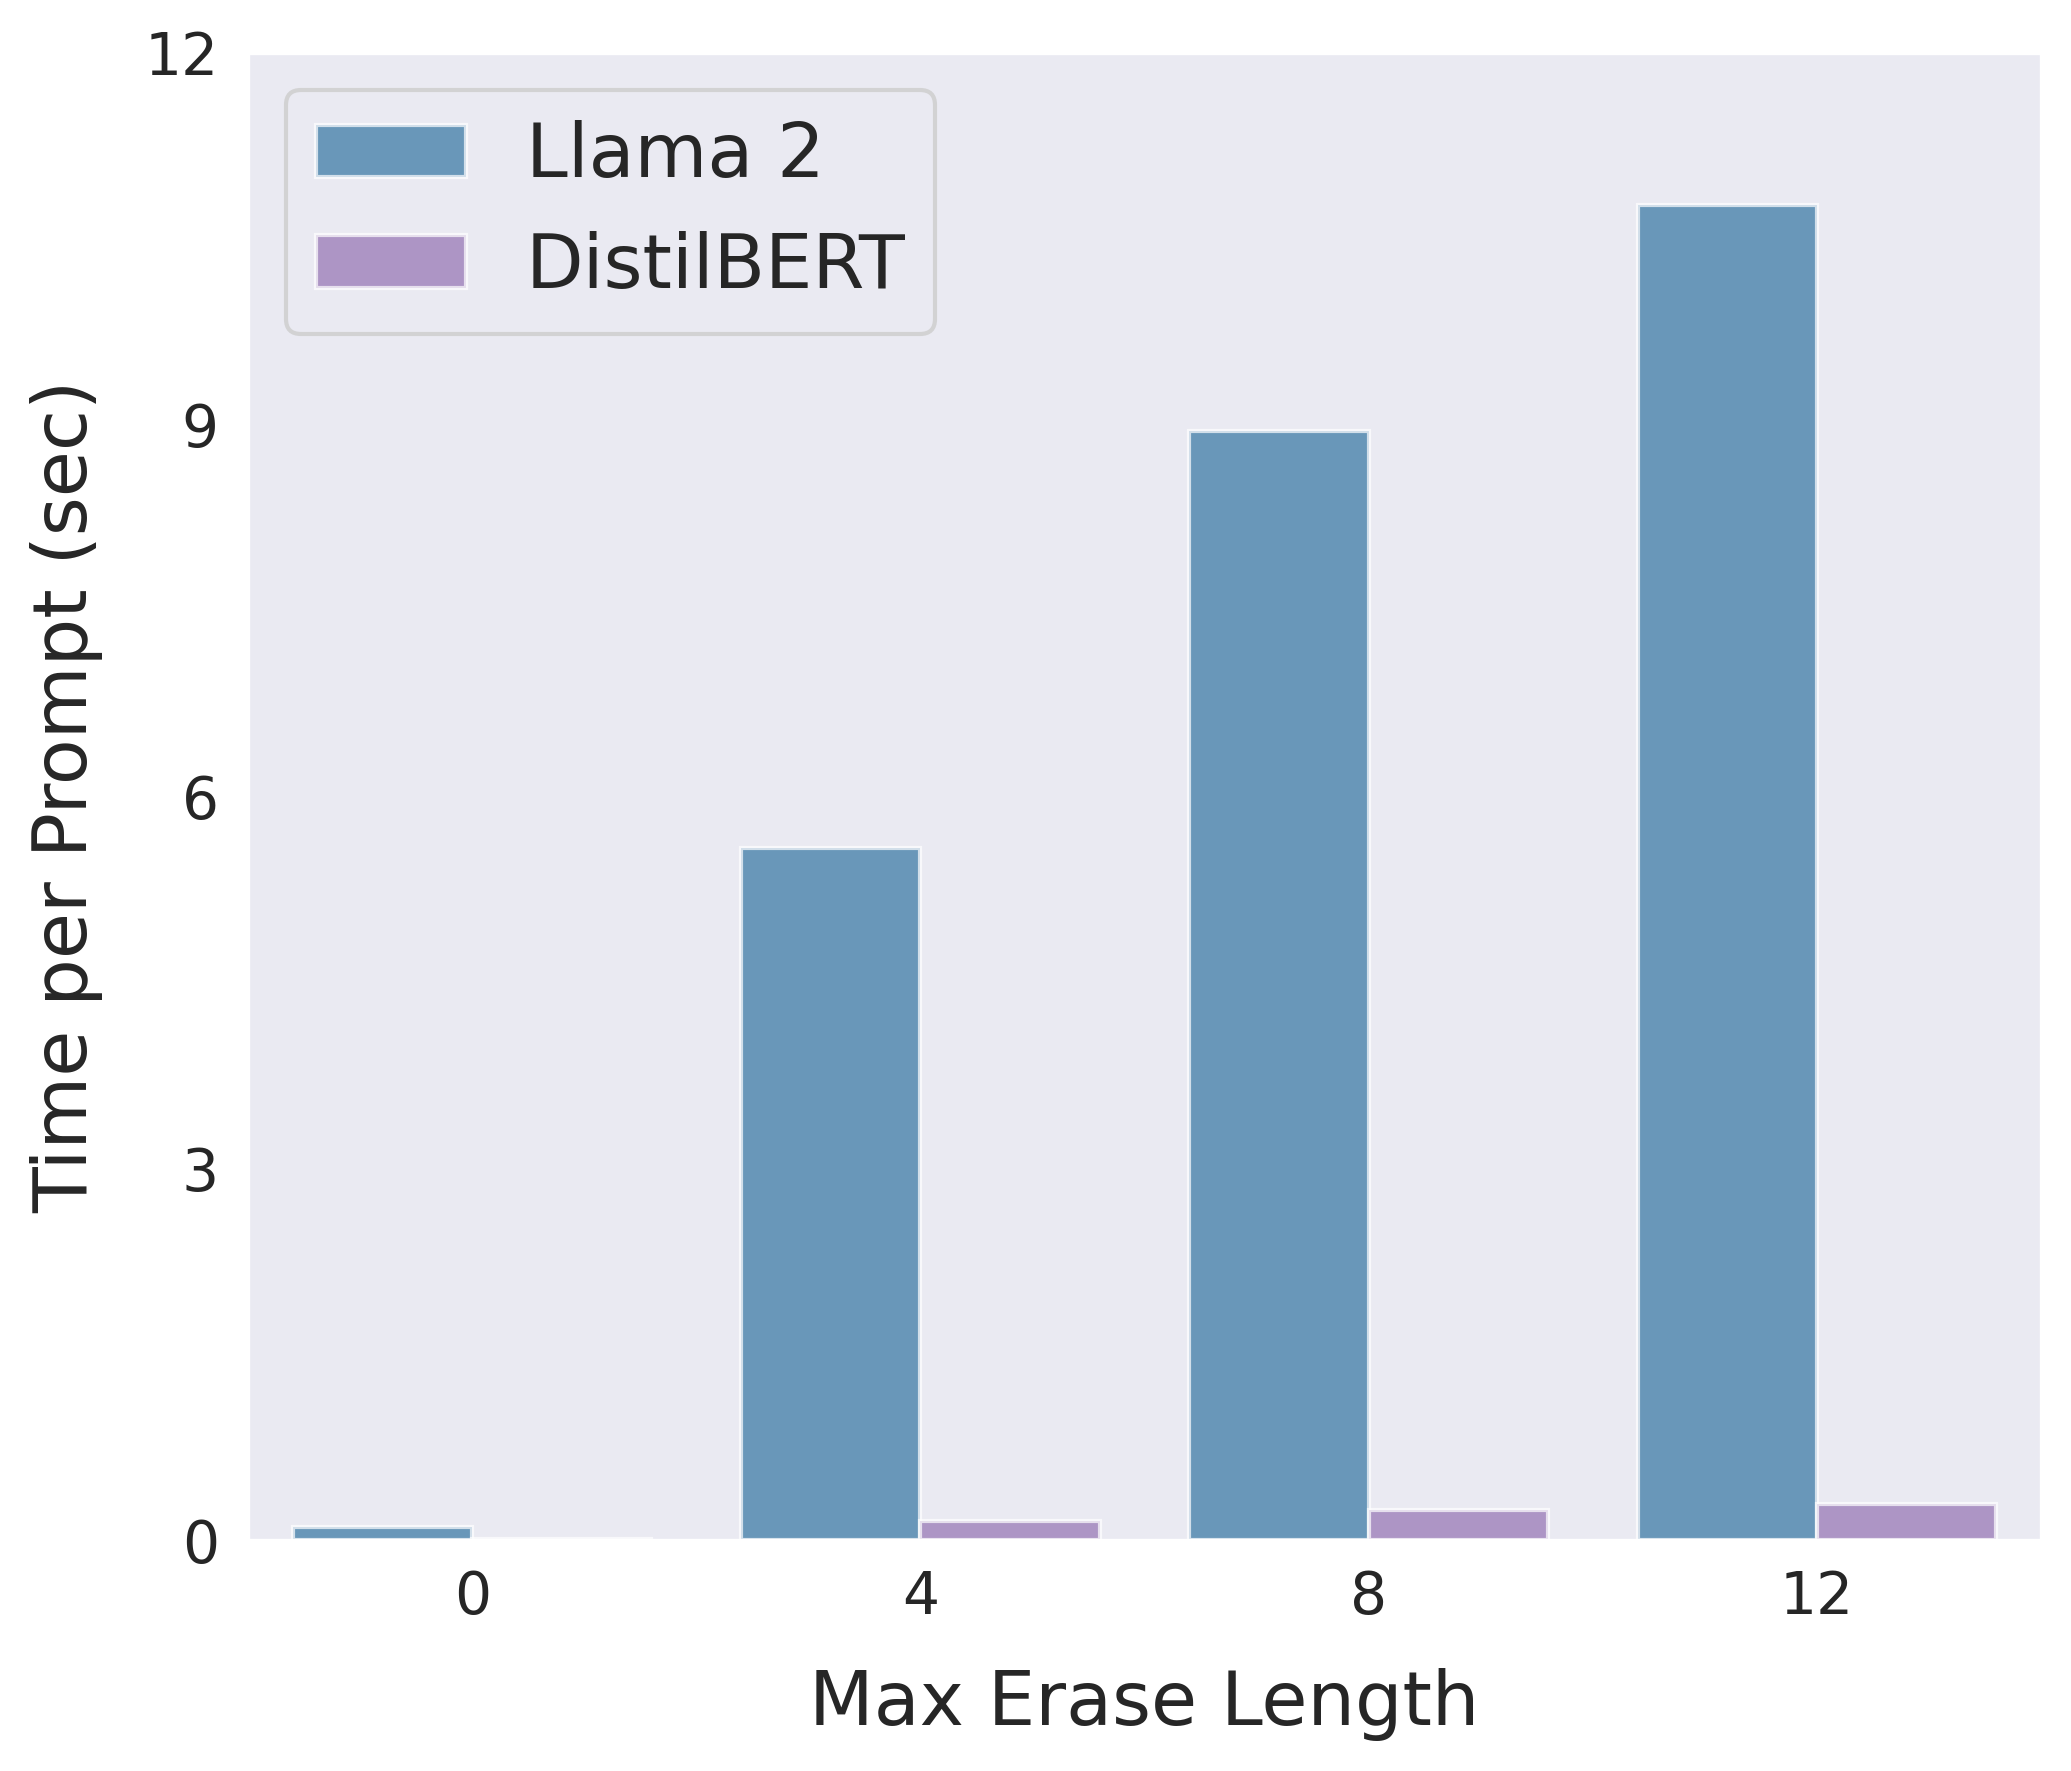 12
Llama 2
DistilBERT
9
6
3
0
Time per Prompt (sec)
0 4 8 12
Max Erase Length